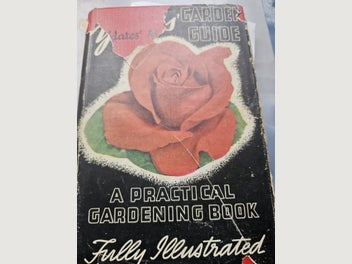 Yates'
GARDEN
GUIDE
A PRACTICAL
GARDENING BOOK
Fully Illustrated